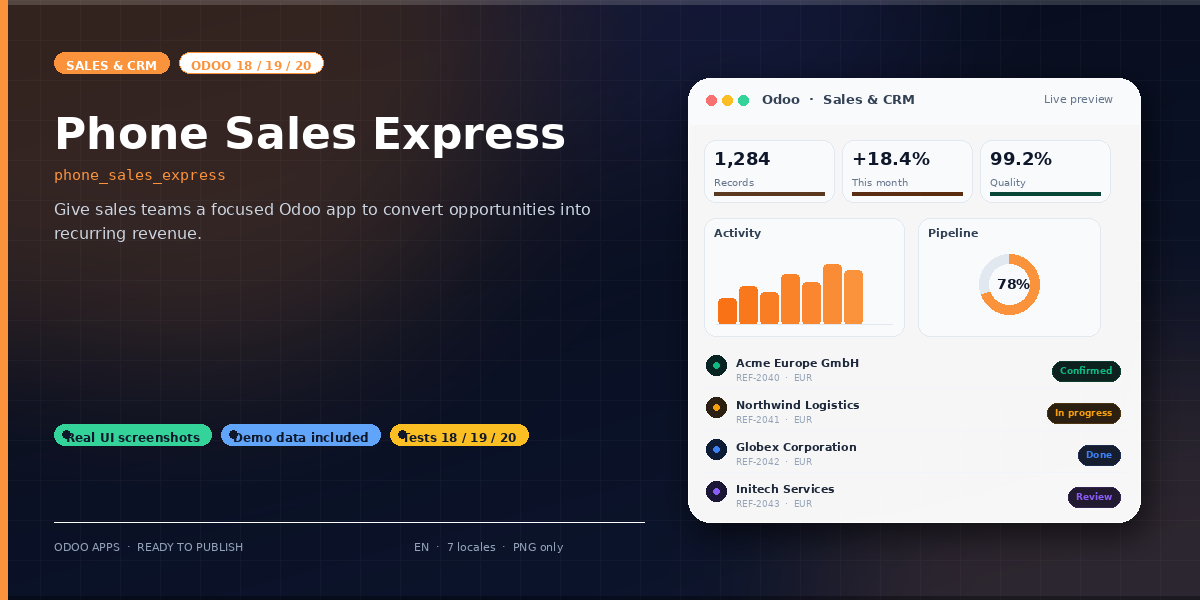 SALES & CRM
ODOO 18 / 19 / 20
Phone Sales Express
phone_sales_express
Give sales teams a focused Odoo app to convert opportunities into
recurring revenue.
Real UI screenshots
Demo data included
Tests 18 / 19 / 20
ODOO APPS · READY TO PUBLISH
EN · 7 locales · PNG only
Odoo · Sales & CRM
Live preview
1,284
Records
+18.4%
This month
99.2%
Quality
Activity
Pipeline
78%
Acme Europe GmbH
REF-2040 · EUR
Confirmed
Northwind Logistics
REF-2041 · EUR
In progress
Globex Corporation
REF-2042 · EUR
Done
Initech Services
REF-2043 · EUR
Review